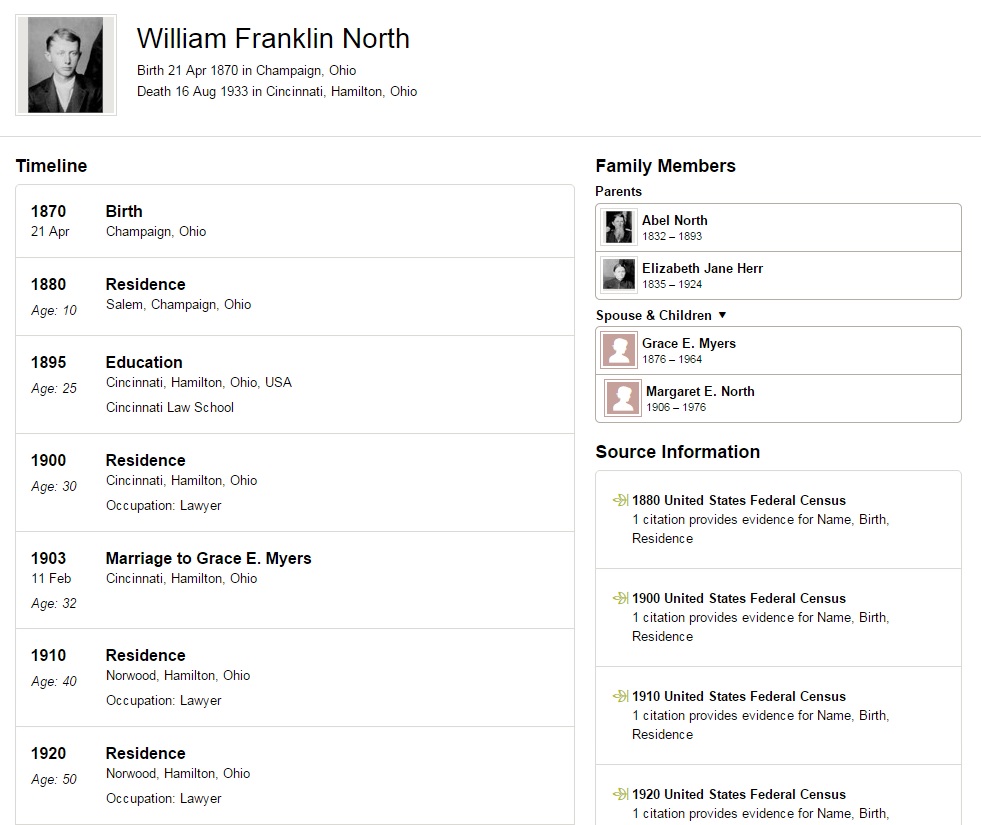 William Franklin North
Birth 21 Apr 1870 in Champaign, Ohio
Death 16 Aug 1933 in Cincinnati, Hamilton, Ohio
Timeline
1870 Birth
21 Apr Champaign, Ohio
1880 Residence
Salem, Champaign, Ohio
Age: 10
1895 Education
Cincinnati, Hamilton, Ohio, USA
Age: 25
Cincinnati Law School
1900 Residence
Cincinnati, Hamilton, Ohio
Age: 30
Occupation: Lawyer
1903 Marriage to Grace E. Myers
11 Feb Cincinnati, Hamilton, Ohio
Age: 32
1910 Residence
Norwood, Hamilton, Ohio
Age: 40
Occupation: Lawyer
1920 Residence
Norwood, Hamilton, Ohio
Age: 50
Occupation: Lawyer
Family Members
Parents
Abel North
1832 – 1893
Elizabeth Jane Herr
1835 – 1924
Spouse & Children ▼
Grace E. Myers
1876 – 1964
Margaret E. North
1906 – 1976
Source Information
1880 United States Federal Census
1 citation provides evidence for Name, Birth,
Residence
1900 United States Federal Census
1 citation provides evidence for Name, Birth,
Residence
1910 United States Federal Census
1 citation provides evidence for Name, Birth,
Residence
1920 United States Federal Census
1 citation provides evidence for Name, Birth,